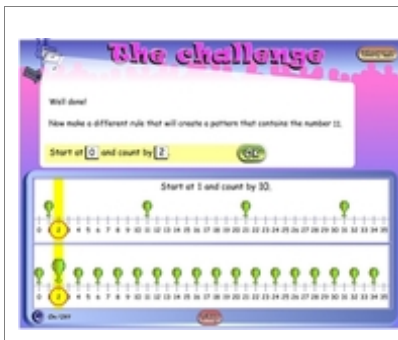 The challenge
Well done!
Now make a different rule that will create a pattern that contains the number 11.
Start at 0 and count by 2.
OK
Start at 1 and count by 10.
0 1 2 3 4 5 6 7 8 9 10 11 12 13 14 15 16 17 18 19 20 21 22 23 24 25 26 27 28 29 30 31 32 33 34 35
0 1 2 3 4 5 6 7 8 9 10 11 12 13 14 15 16 17 18 19 20 21 22 23 24 25 26 27 28 29 30 31 32 33 34 35
On/Off